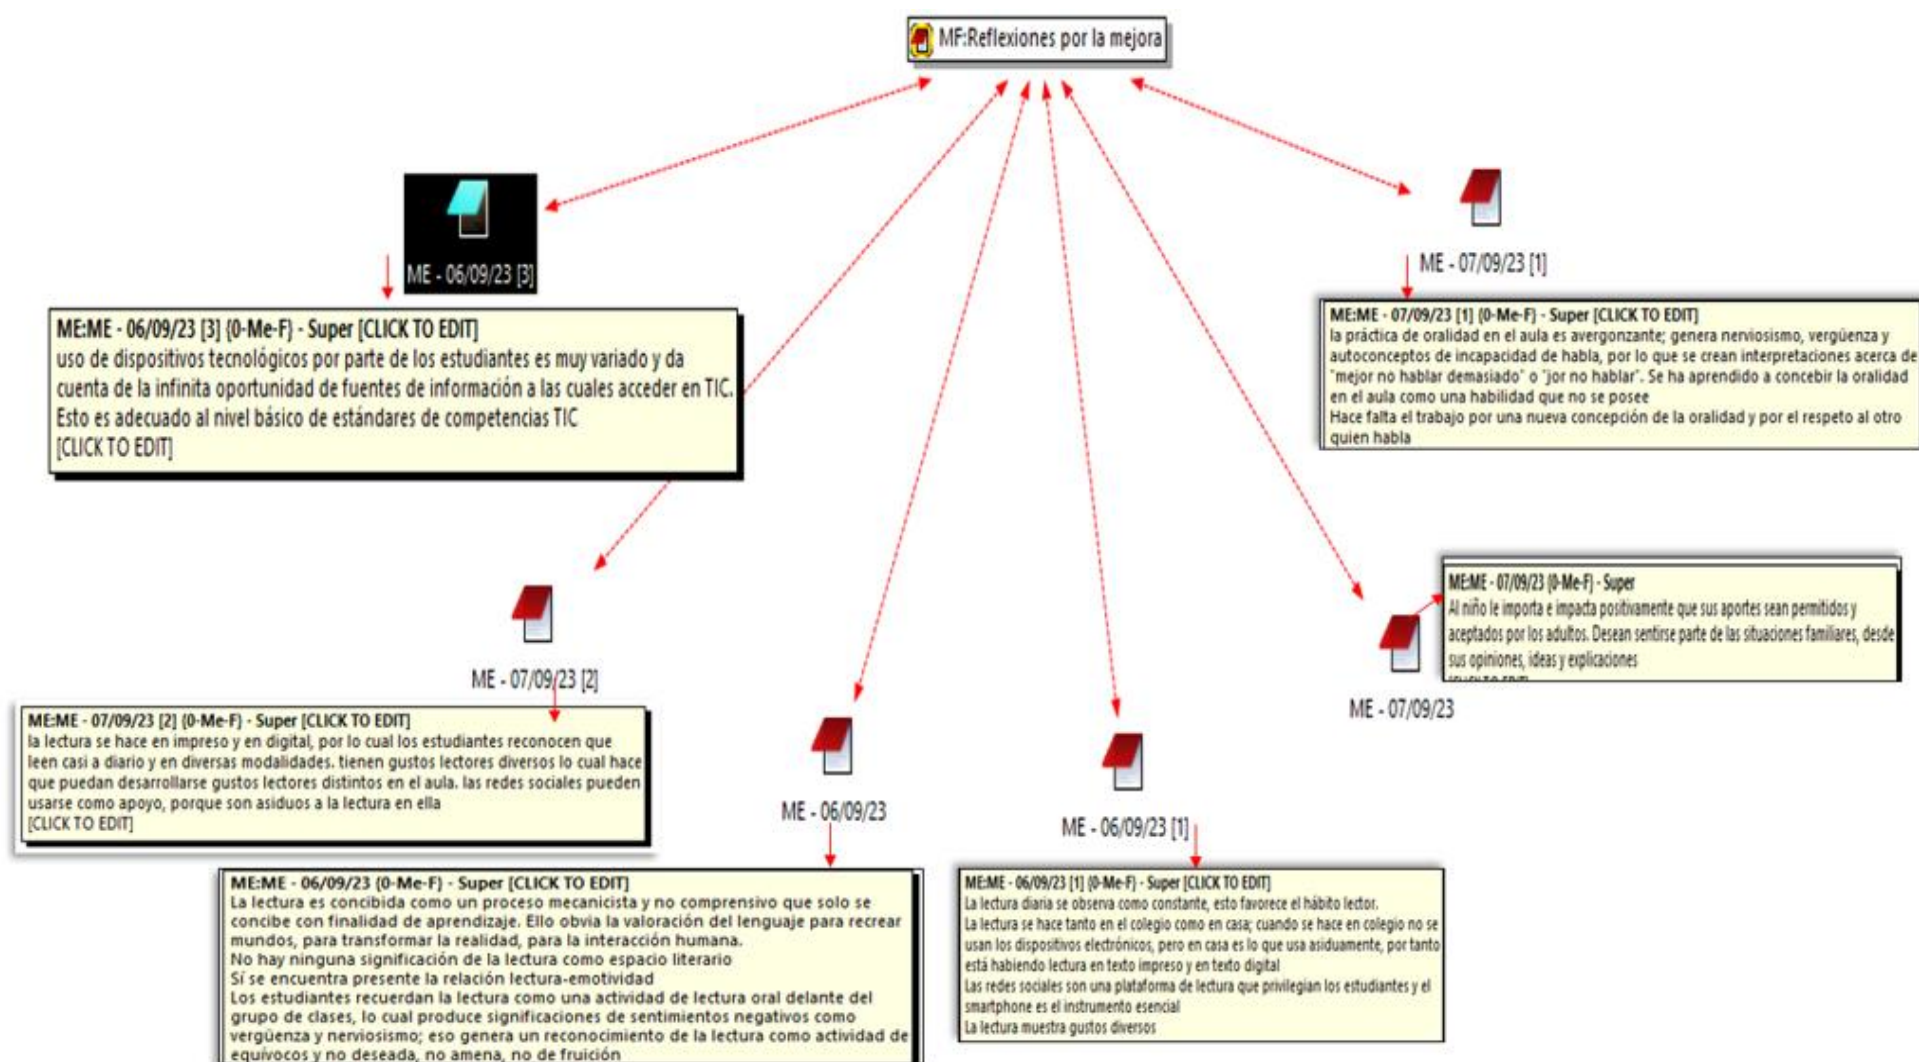 MF:Reflexiones por la mejora
ME - 06/09/23 [3]
ME:ME - 06/09/23 [3] {0-Me-F} - Super [CLICK TO EDIT]
uso de dispositivos tecnológicos por parte de los estudiantes es muy variado y da
cuenta de la infinita oportunidad de fuentes de información a las cuales acceder en TIC.
Esto es adecuado al nivel básico de estándares de competencias TIC
[CLICK TO EDIT]
ME - 07/09/23 [1]
ME:ME - 07/09/23 [1] {0-Me-F} - Super [CLICK TO EDIT]
la práctica de oralidad en el aula es avergonzante; genera nerviosismo, vergüenza y
autoconceptos de incapacidad de habla, por lo que se crean interpretaciones acerca de
"mejor no hablar demasiado" o "jor no hablar". Se ha aprendido a concebir la oralidad
en el aula como una habilidad que no se posee
Hace falta el trabajo por una nueva concepción de la oralidad y por el respeto al otro
quien habla
ME - 07/09/23 [2]
ME:ME - 07/09/23 [2] {0-Me-F} - Super [CLICK TO EDIT]
la lectura se hace en impreso y en digital, por lo cual los estudiantes reconocen que
leen casi a diario y en diversas modalidades. tienen gustos lectores diversos lo cual hace
que puedan desarrollarse gustos lectores distintos en el aula. las redes sociales pueden
usarse como apoyo, porque son asiduos a la lectura en ella
[CLICK TO EDIT]
ME - 07/09/23
ME:ME - 07/09/23 {0-Me-F} - Super
Al niño le importa e impacta positivamente que sus aportes sean permitidos y
aceptados por los adultos. Desean sentirse parte de las situaciones familiares, desde
sus opiniones, ideas y explicaciones
[CLICK TO EDIT]
ME - 06/09/23
ME:ME - 06/09/23 {0-Me-F} - Super [CLICK TO EDIT]
La lectura es concibida como un proceso mecanicista y no comprensivo que solo se
concibe con finalidad de aprendizaje. Ello obvia la valoración del lenguaje para recrear
mundos, para transformar la realidad, para la interacción humana.
No hay ninguna significación de la lectura como espacio literario
Sí se encuentra presente la relación lectura-emotividad
Los estudiantes recuerdan la lectura como una actividad de lectura oral delante del
grupo de clases, lo cual produce significaciones de sentimientos negativos como
vergüenza y nerviosismo; eso genera un reconocimiento de la lectura como actividad de
equívocos y no deseada, no amena, no de fruición
ME - 06/09/23 [1]
ME:ME - 06/09/23 [1] {0-Me-F} - Super [CLICK TO EDIT]
La lectura diaria se observa como constante, esto favorece el hábito lector.
La lectura se hace tanto en el colegio como en casa; cuando se hace en colegio no se
usan los dispositivos electrónicos, pero en casa es lo que usa asiduamente, por tanto
está habiendo lectura en texto impreso y en texto digital
Las redes sociales son una plataforma de lectura que privilegian los estudiantes y el
smartphone es el instrumento esencial
La lectura muestra gustos diversos